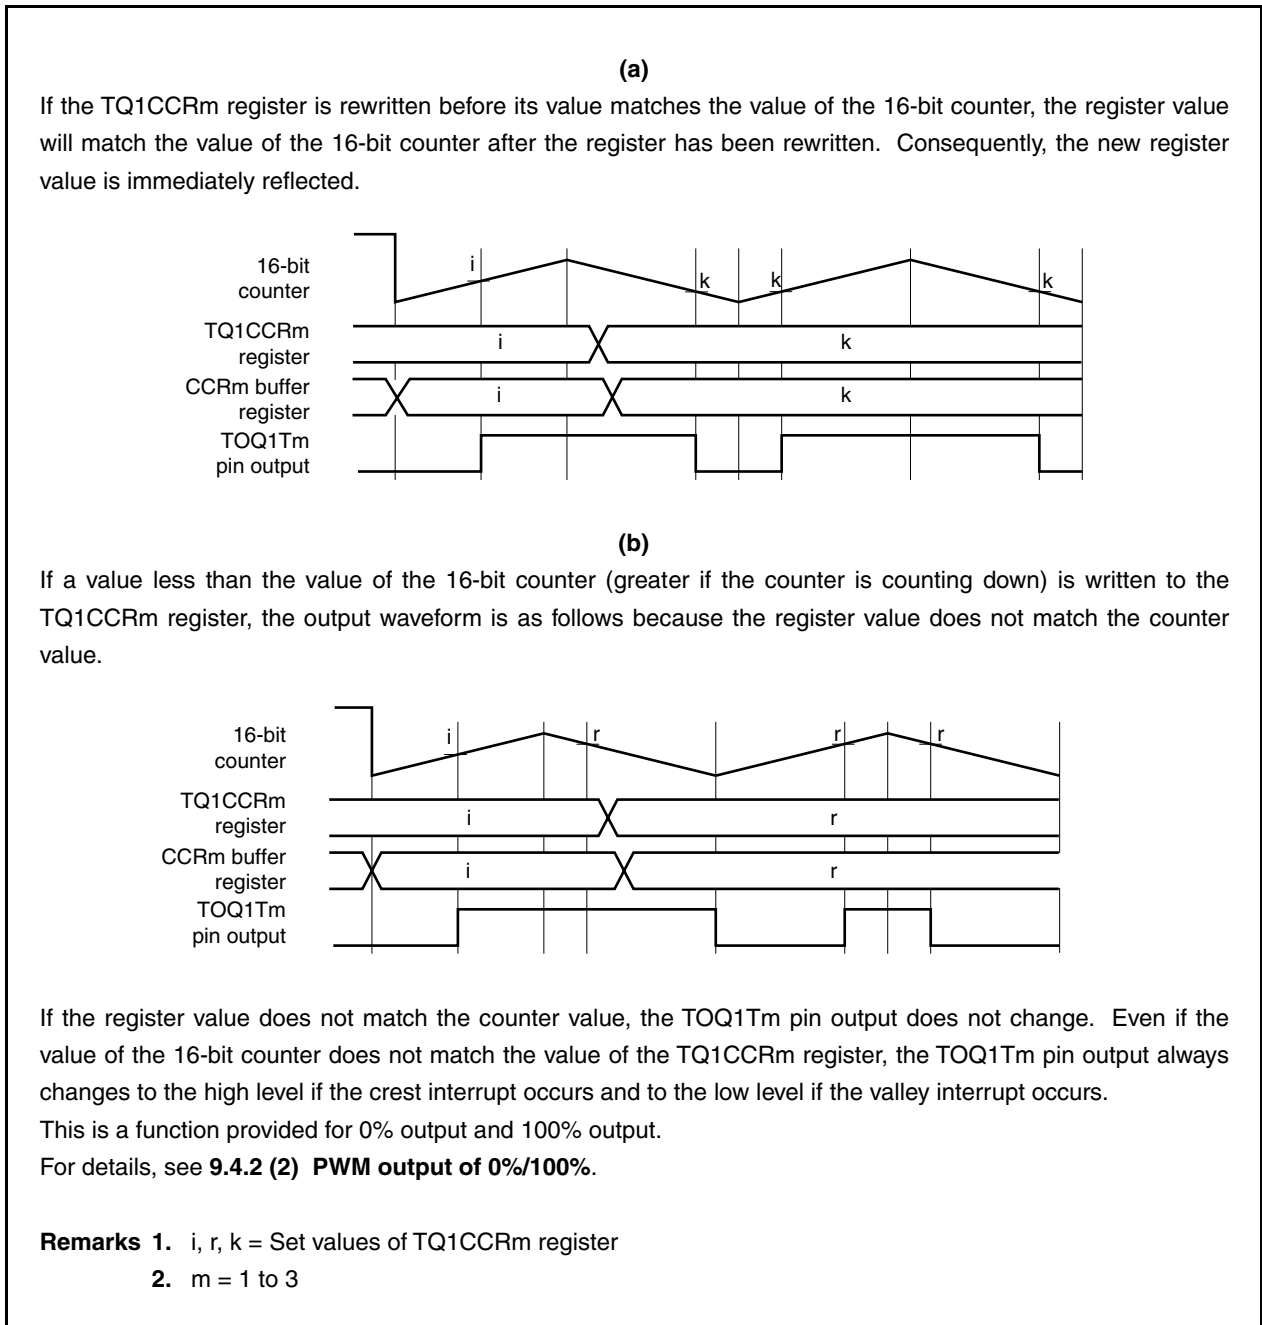 (a)
If the TQ1CCRm register is rewritten before its value matches the value of the 16-bit counter, the register value
will match the value of the 16-bit counter after the register has been rewritten. Consequently, the new register
value is immediately reflected.
16-bit
counter
i
k
k
k
TQ1CCRm
register
i
k
CCRm buffer
register
i
k
TOQ1Tm
pin output
(b)
If a value less than the value of the 16-bit counter (greater if the counter is counting down) is written to the
TQ1CCRm register, the output waveform is as follows because the register value does not match the counter
value.
16-bit
counter
i
r
r
r
TQ1CCRm
register
i
r
CCRm buffer
register
i
r
TOQ1Tm
pin output
If the register value does not match the counter value, the TOQ1Tm pin output does not change. Even if the
value of the 16-bit counter does not match the value of the TQ1CCRm register, the TOQ1Tm pin output always
changes to the high level if the crest interrupt occurs and to the low level if the valley interrupt occurs.
This is a function provided for 0% output and 100% output.
For details, see 9.4.2 (2) PWM output of 0%/100%.
Remarks 1. i, r, k = Set values of TQ1CCRm register
2. m = 1 to 3